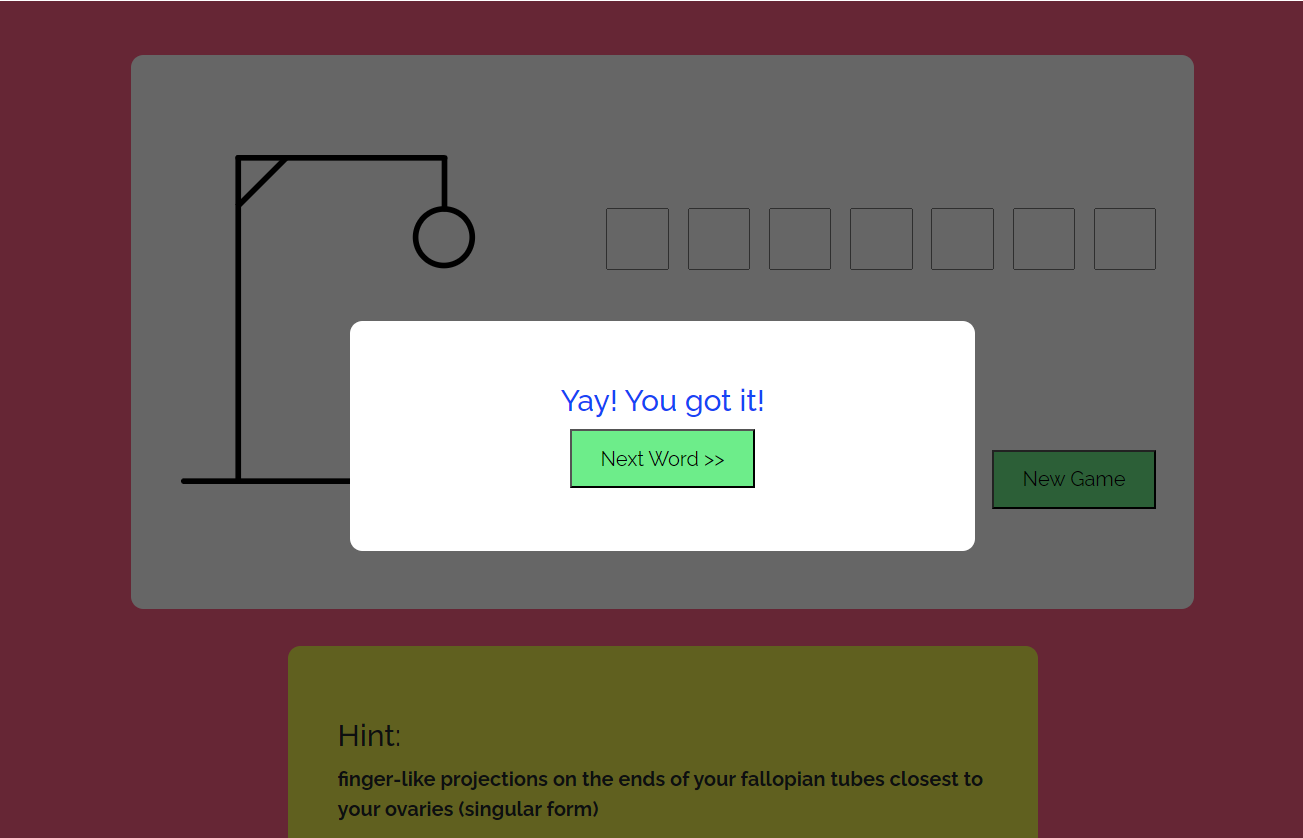 Yay! You got it!
Next Word >>
New Game
Hint:
finger-like projections on the ends of your fallopian tubes closest to
your ovaries (singular form)